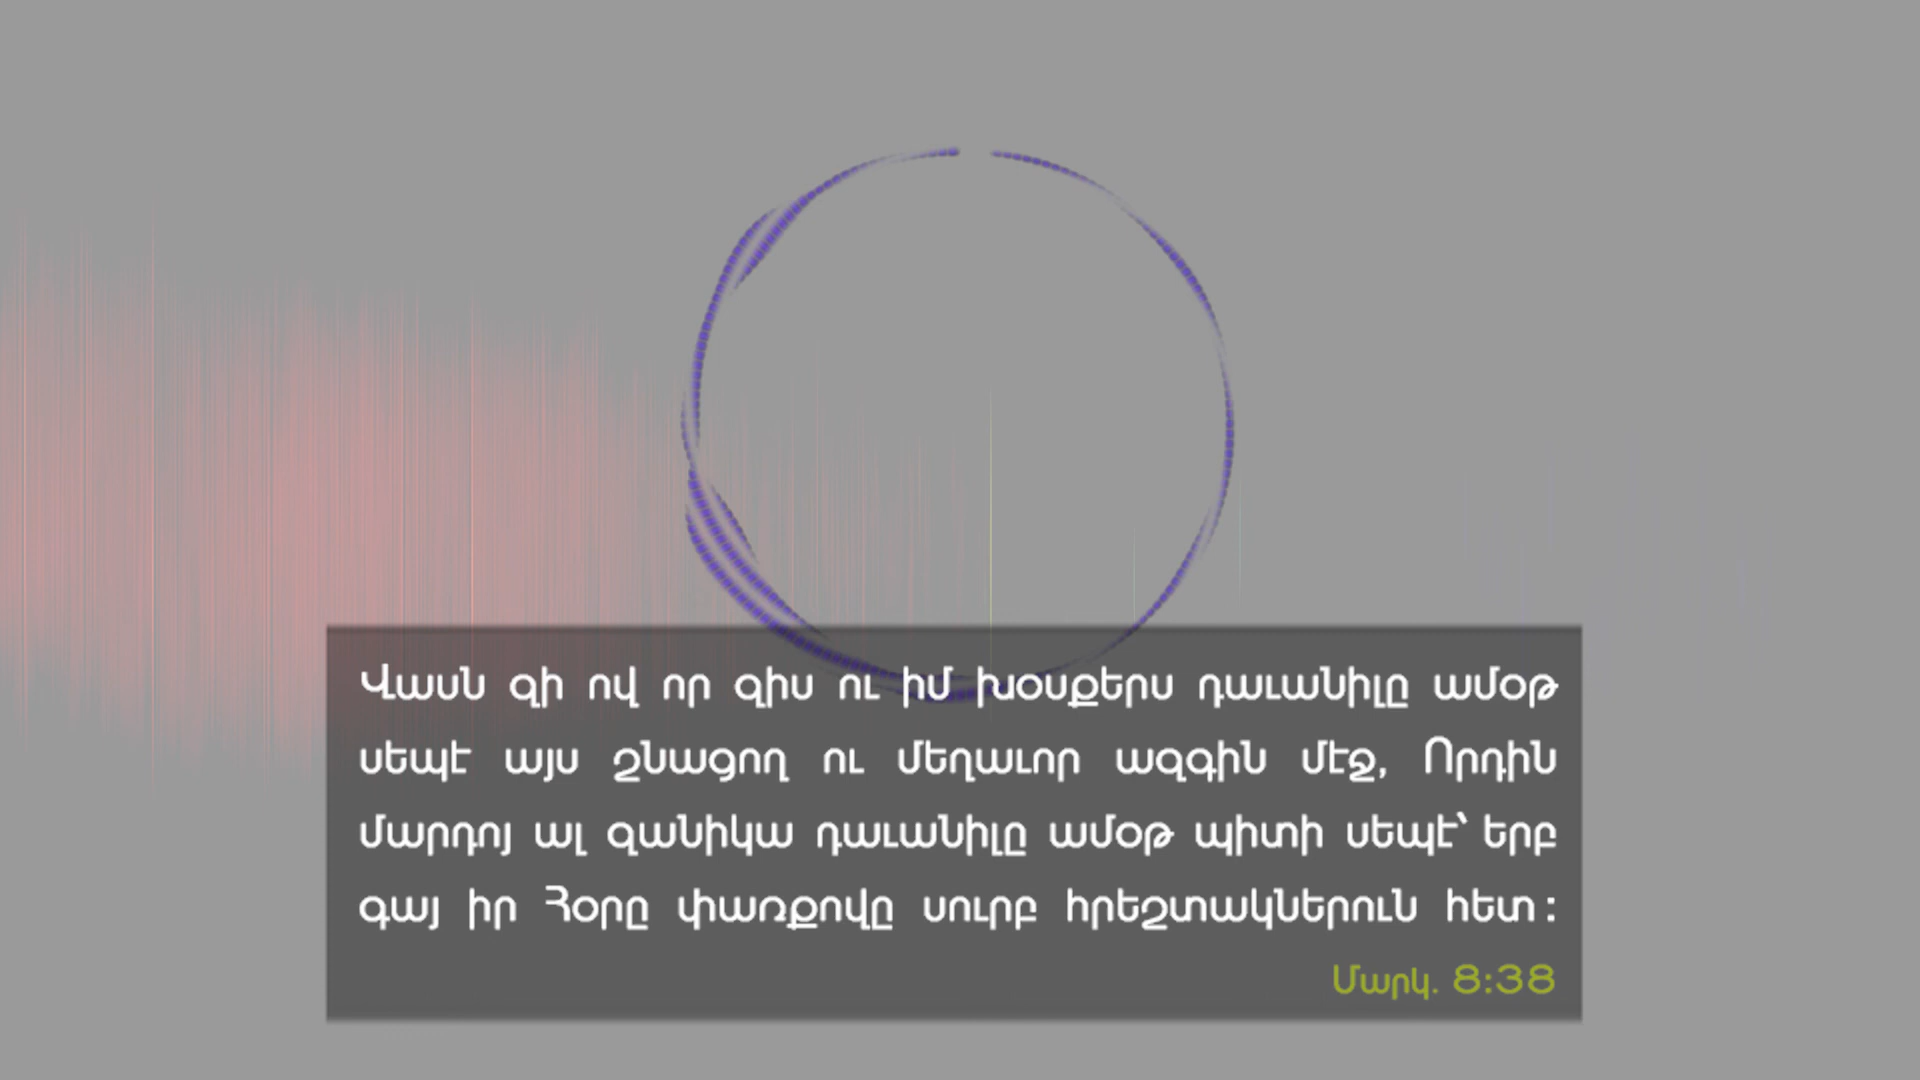 Վասն զի ով որ զիս ու իմ խօսքերս դաւանիլը ամօթ
սեպէ այս շնացող ու մեղաւոր ազգին մէջ, Որդին
մարդոյ ալ զանիկա դաւանիլը ամօթ պիտի սեպէ՝ երբ
գայ իր Հօրը փառքովը սուրբ հրեշտակներուն հետ:
Մարկ. 8:38